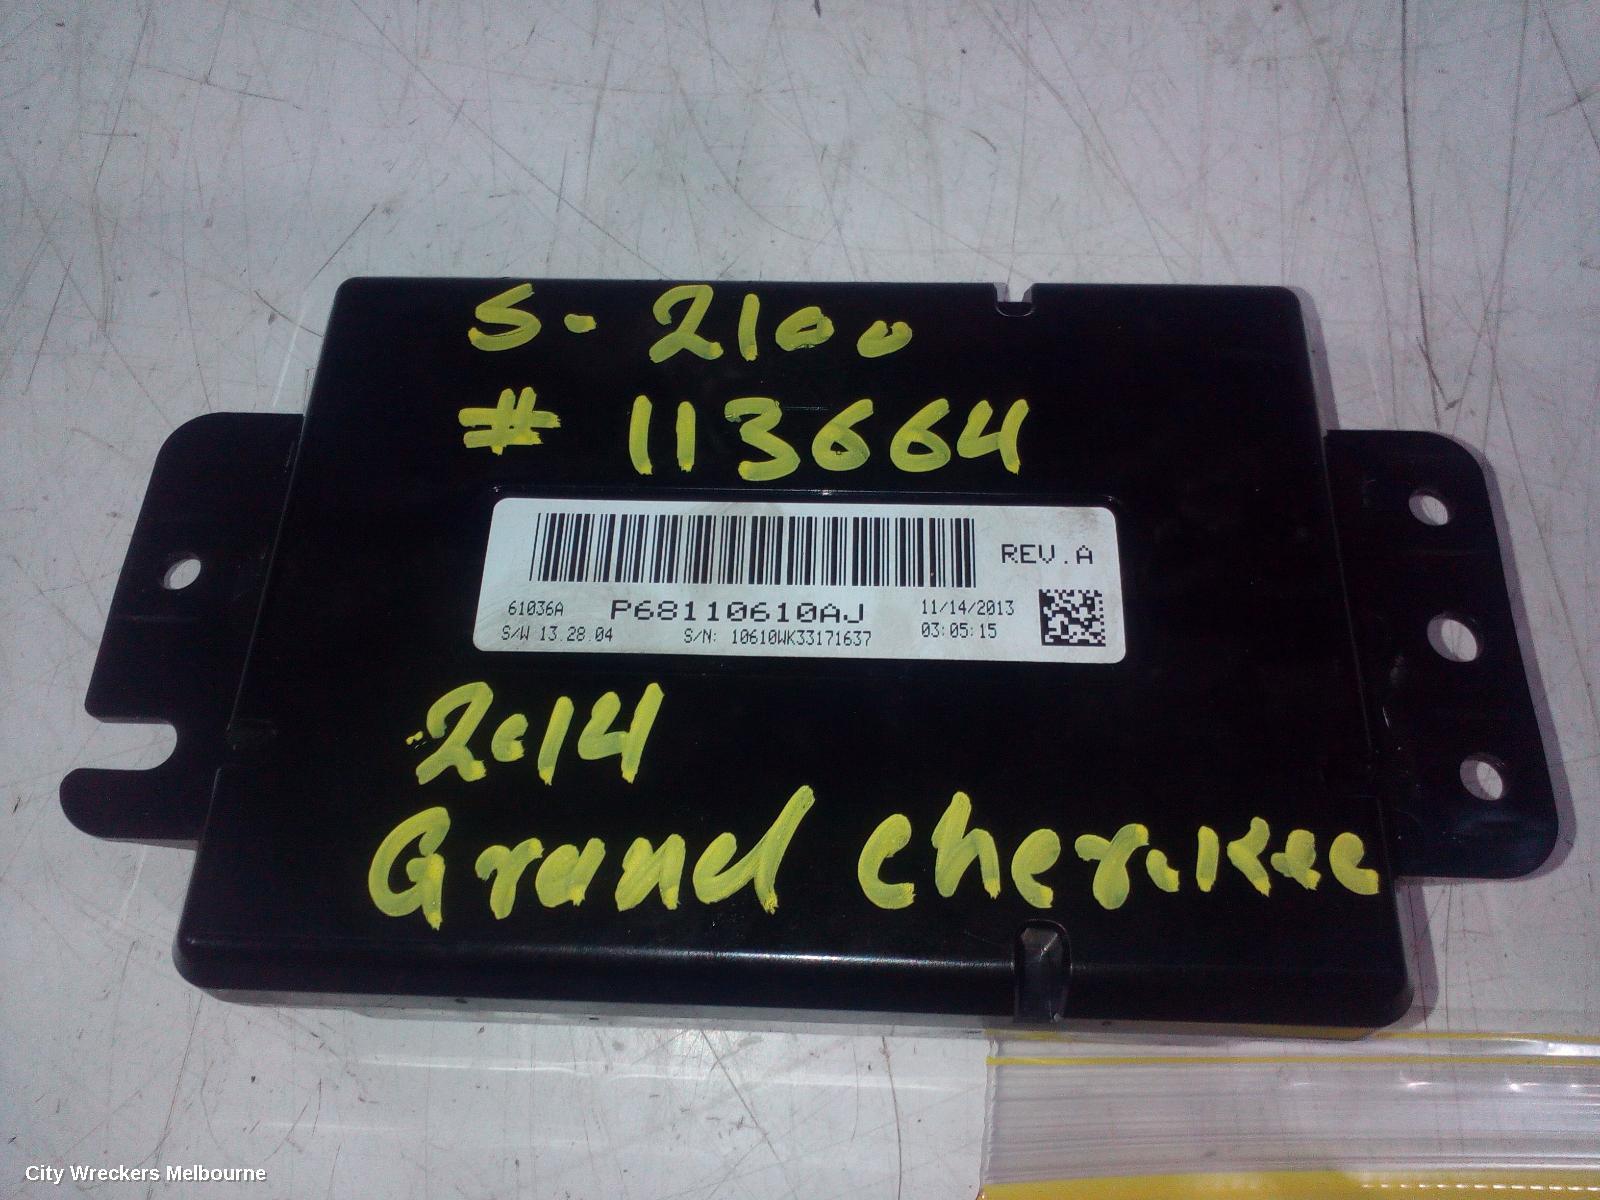 S-2100
# 113664
REV.A
61036A P68110610AJ 11/14/2013
S/W 13.28.04 S/N: 10610WK33171637 03:05:15
2014
Grand Cherokee
City Wreckers Melbourne